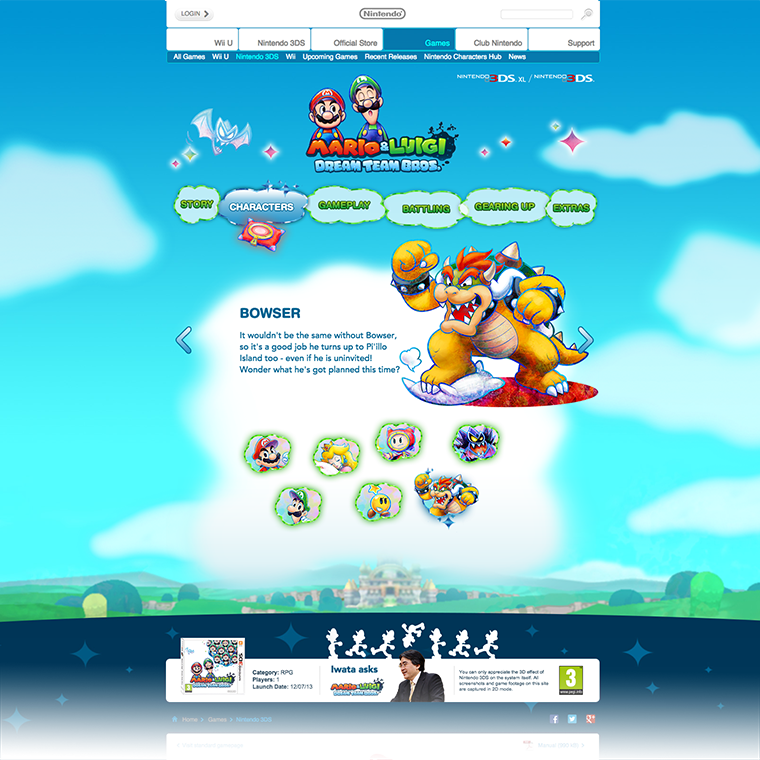 LOGIN
Nintendo
Wii U
Nintendo 3DS
Official Store
Games
Club Nintendo
Support
All Games Wii U Nintendo 3DS Wii Upcoming Games Recent Releases Nintendo Characters Hub News
NINTENDO 3DS XL / NINTENDO 3DS
MARIO & LUIGI
DREAM TEAM BROS.
STORY
CHARACTERS
GAMEPLAY
BATTLING
GEARING UP
EXTRAS
BOWSER
It wouldn't be the same without Bowser,
so it's a good job he turns up to Pi'illo
Island too - even if he is uninvited!
Wonder what he's got planned this time?
Category: RPG
Players: 1
Launch Date: 12/07/13
Iwata asks
MARIO & LUIGI
DREAM TEAM BROS.
You can only appreciate the 3D effect of
Nintendo 3DS on the system itself. All
screenshots and game footage on this site
are captured in 2D mode.
3
www.pegi.info
Home > Games > Nintendo 3DS